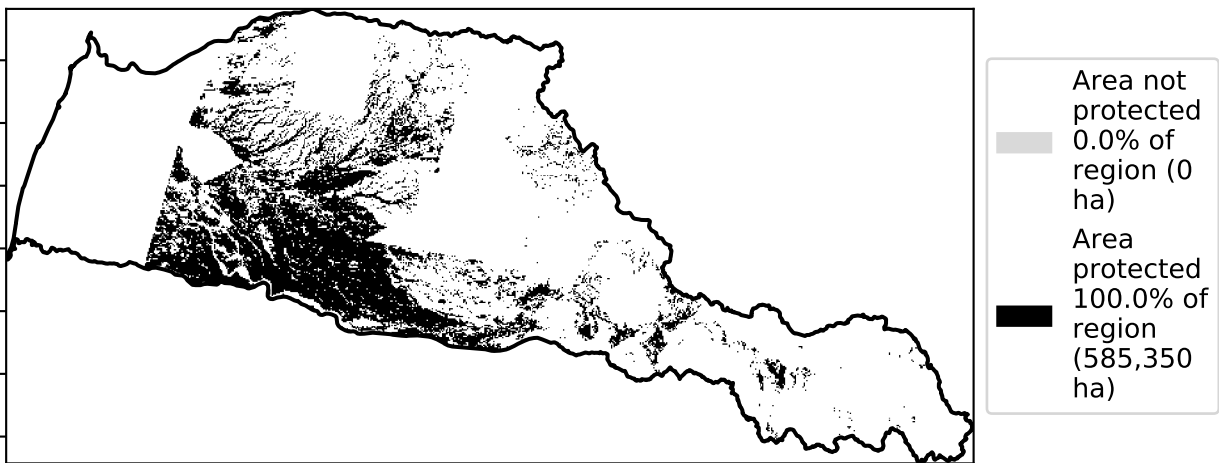 Area not
protected
0.0% of
region (0
ha)
Area
protected
100.0% of
region
(585,350
ha)